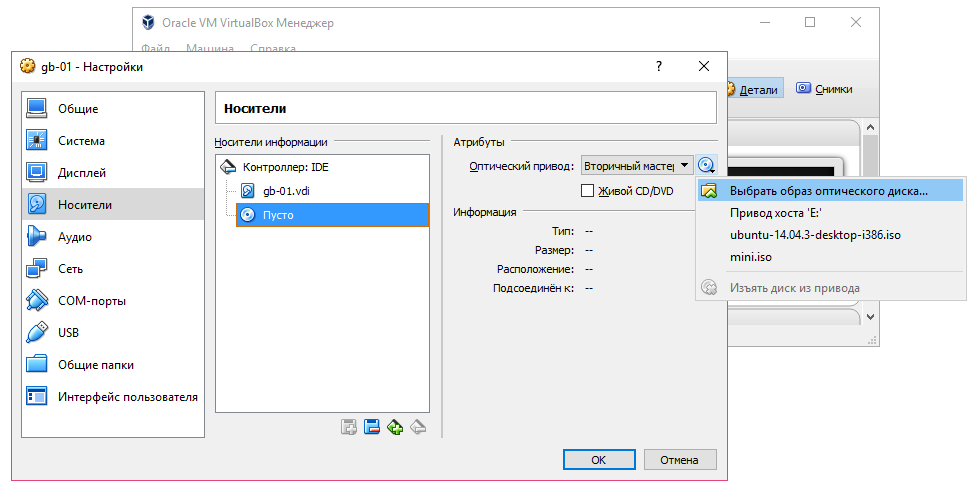 Oracle VM VirtualBox Менеджер
Файл Машина Справка
gb-01 - Настройки
?
Детали
Снимки
Общие
Система
Дисплей
Носители
Аудио
Сеть
COM-порты
USB
Общие папки
Интерфейс пользователя
Носители
Носители информации
Контроллер: IDE
gb-01.vdi
Пусто
Атрибуты
Оптический привод: Вторичный мастер
Живой CD/DVD
Информация
Тип: --
Размер: --
Расположение: --
Подсоединён к: --
Выбрать образ оптического диска...
Привод хоста 'E:'
ubuntu-14.04.3-desktop-i386.iso
mini.iso
Изъять диск из привода
OK
Отмена